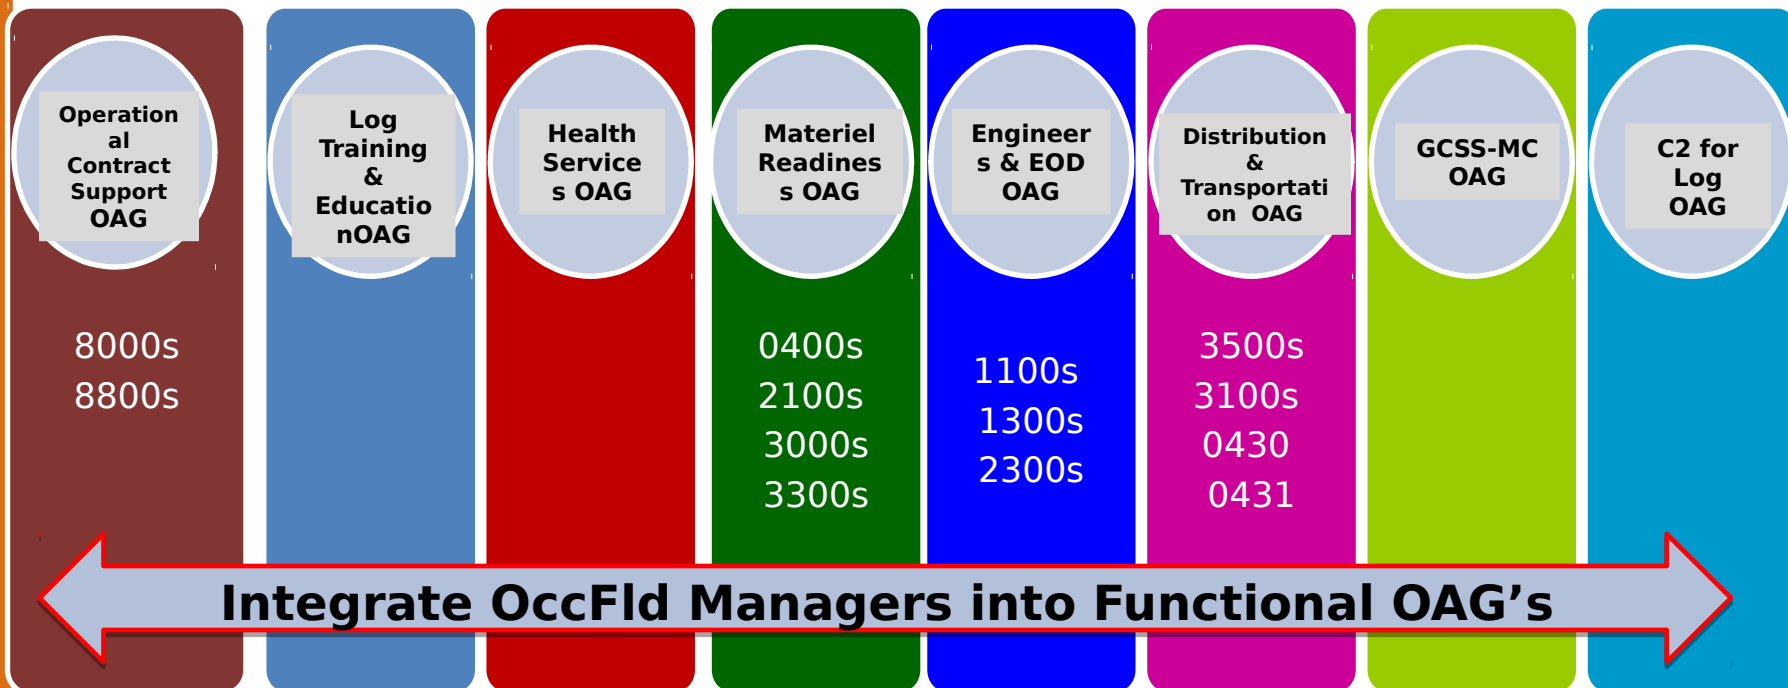 Operation
al
Contract
Support
OAG
Log
Training
&
Educatio
nOAG
Health
Service
s OAG
Materiel
Readines
s OAG
Engineer
s & EOD
OAG
Distribution
&
Transportati
on  OAG
GCSS-MC
OAG
C2 for
Log
OAG
8000s
8800s
0400s
2100s
3000s
3300s
1100s
1300s
2300s
3500s
3100s
0430
0431
Integrate OccFld Managers into Functional OAG’s